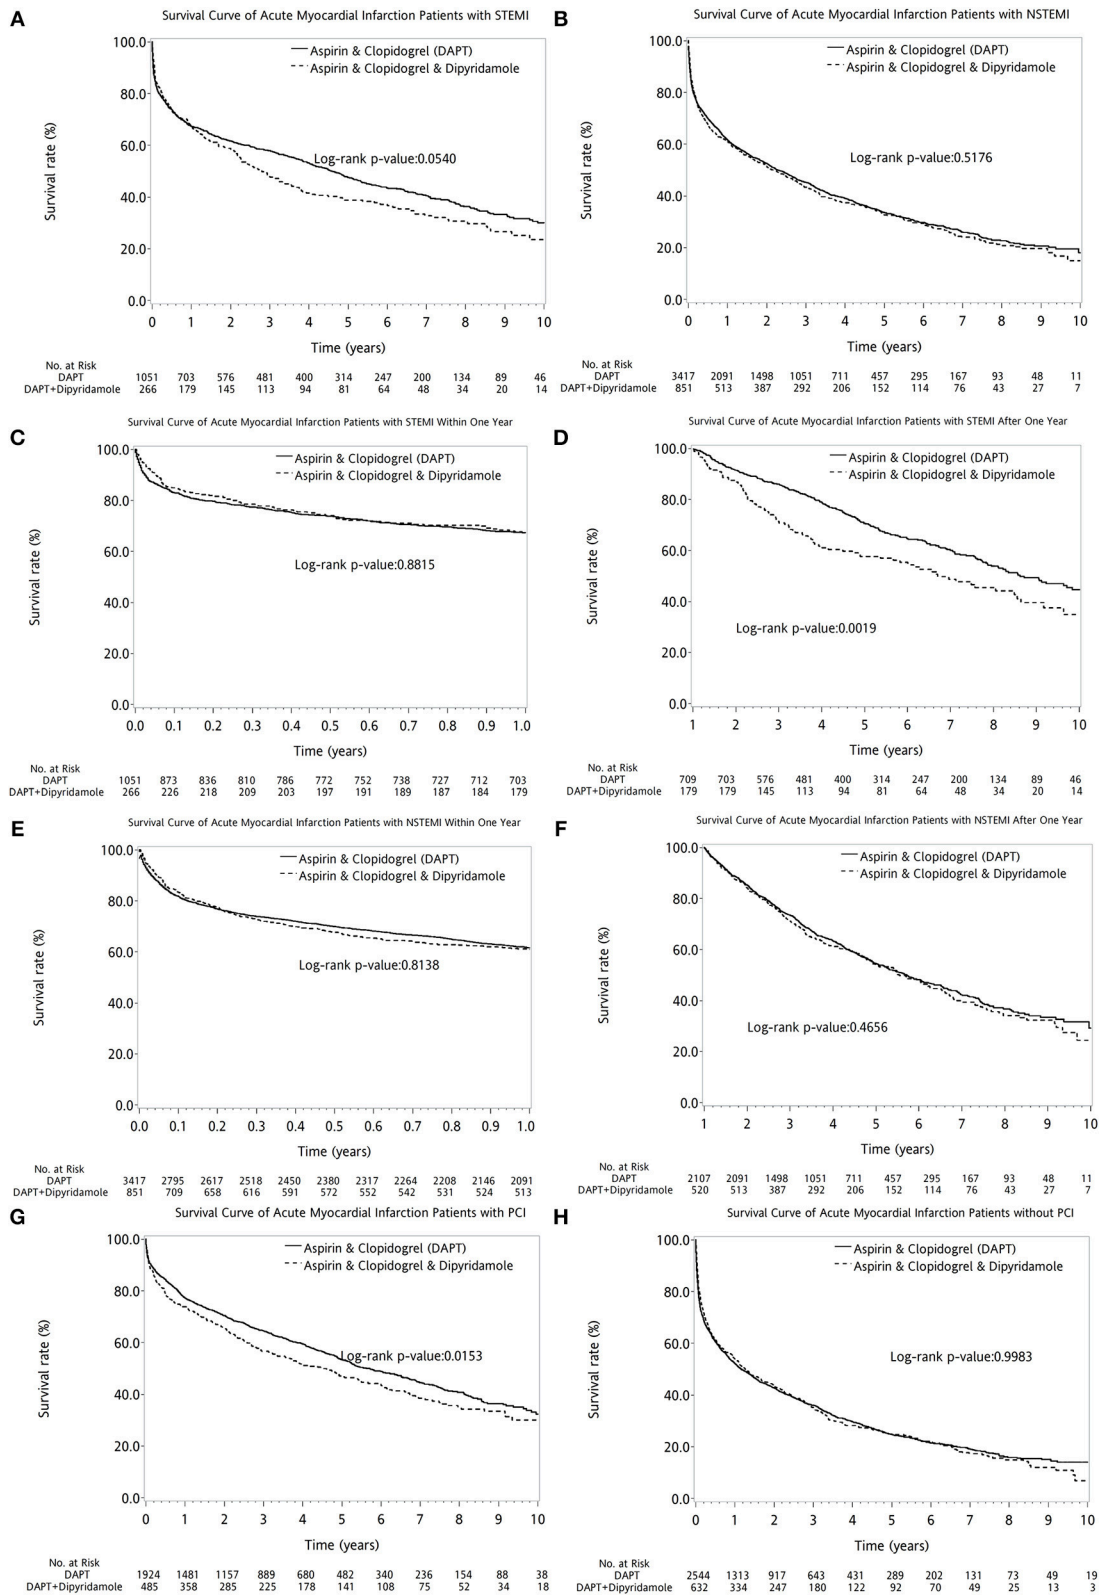 A
Survival Curve of Acute Myocardial Infarction Patients with STEMI
Aspirin & Clopidogrel (DAPT)
Aspirin & Clopidogrel & Dipyridamole
Log-rank p-value:0.0540
Survival rate (%)
100.0
80.0
60.0
40.0
20.0
0.0
0 1 2 3 4 5 6 7 8 9 10
Time (years)
No. at Risk
DAPT 1051 703 576 481 400 314 247 200 134 89 46
DAPT+Dipyridamole 266 179 145 113 94 81 64 48 34 20 14
B
Survival Curve of Acute Myocardial Infarction Patients with NSTEMI
Aspirin & Clopidogrel (DAPT)
Aspirin & Clopidogrel & Dipyridamole
Log-rank p-value:0.5176
Survival rate (%)
100.0
80.0
60.0
40.0
20.0
0.0
0 1 2 3 4 5 6 7 8 9 10
Time (years)
No. at Risk
DAPT 3417 2091 1498 1051 711 457 295 167 93 48 11
DAPT+Dipyridamole 851 513 387 292 206 152 114 76 43 27 7
C
Survival Curve of Acute Myocardial Infarction Patients with STEMI Within One Year
Aspirin & Clopidogrel (DAPT)
Aspirin & Clopidogrel & Dipyridamole
Log-rank p-value:0.8815
Survival rate (%)
100.0
80.0
60.0
40.0
20.0
0.0
0.0 0.1 0.2 0.3 0.4 0.5 0.6 0.7 0.8 0.9 1.0
Time (years)
No. at Risk
DAPT 1051 873 836 810 786 772 752 738 727 712 703
DAPT+Dipyridamole 266 226 218 209 203 197 191 189 187 184 179
D
Survival Curve of Acute Myocardial Infarction Patients with STEMI After One Year
Aspirin & Clopidogrel (DAPT)
Aspirin & Clopidogrel & Dipyridamole
Log-rank p-value:0.0019
Survival rate (%)
100.0
80.0
60.0
40.0
20.0
0.0
1 2 3 4 5 6 7 8 9 10
Time (years)
No. at Risk
DAPT 709 703 576 481 400 314 247 200 134 89 46
DAPT+Dipyridamole 179 179 145 113 94 81 64 48 34 20 14
E
Survival Curve of Acute Myocardial Infarction Patients with NSTEMI Within One Year
Aspirin & Clopidogrel (DAPT)
Aspirin & Clopidogrel & Dipyridamole
Log-rank p-value:0.8138
Survival rate (%)
100.0
80.0
60.0
40.0
20.0
0.0
0.0 0.1 0.2 0.3 0.4 0.5 0.6 0.7 0.8 0.9 1.0
Time (years)
No. at Risk
DAPT 3417 2795 2617 2518 2450 2380 2317 2264 2208 2146 2091
DAPT+Dipyridamole 851 709 658 616 591 572 552 542 531 524 513
F
Survival Curve of Acute Myocardial Infarction Patients with NSTEMI After One Year
Aspirin & Clopidogrel (DAPT)
Aspirin & Clopidogrel & Dipyridamole
Log-rank p-value:0.4656
Survival rate (%)
100.0
80.0
60.0
40.0
20.0
0.0
1 2 3 4 5 6 7 8 9 10
Time (years)
No. at Risk
DAPT 2107 2091 1498 1051 711 457 295 167 93 48 11
DAPT+Dipyridamole 520 513 387 292 206 152 114 76 43 27 7
G
Survival Curve of Acute Myocardial Infarction Patients with PCI
Aspirin & Clopidogrel (DAPT)
Aspirin & Clopidogrel & Dipyridamole
Log-rank p-value:0.0153
Survival rate (%)
100.0
80.0
60.0
40.0
20.0
0.0
0 1 2 3 4 5 6 7 8 9 10
Time (years)
No. at Risk
DAPT 1924 1481 1157 889 680 482 340 236 154 88 38
DAPT+Dipyridamole 485 358 285 225 178 141 108 75 52 34 18
H
Survival Curve of Acute Myocardial Infarction Patients without PCI
Aspirin & Clopidogrel (DAPT)
Aspirin & Clopidogrel & Dipyridamole
Log-rank p-value:0.9983
Survival rate (%)
100.0
80.0
60.0
40.0
20.0
0.0
0 1 2 3 4 5 6 7 8 9 10
Time (years)
No. at Risk
DAPT 2544 1313 917 643 431 289 202 131 73 49 19
DAPT+Dipyridamole 632 334 247 180 122 92 70 49 25 13 3